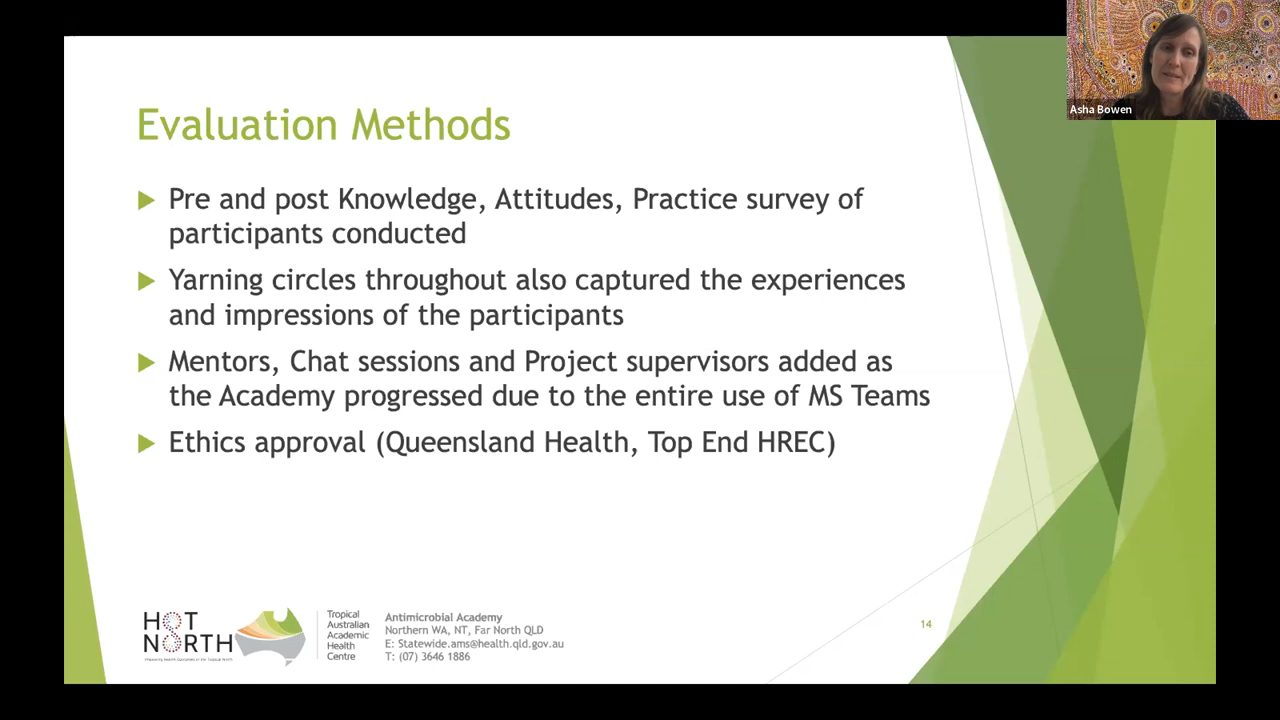 Asha Bowen
Evaluation Methods
Pre and post Knowledge, Attitudes, Practice survey of
participants conducted
Yarning circles throughout also captured the experiences
and impressions of the participants
Mentors, Chat sessions and Project supervisors added as
the Academy progressed due to the entire use of MS Teams
Ethics approval (Queensland Health, Top End HREC)
HOT
NORTH
Tropical
Australian
Academic
Health
Centre
Antimicrobial Academy
Northern WA, NT, Far North QLD
E: Statewide.ams@health.qld.gov.au
T: (07) 3646 1886
14